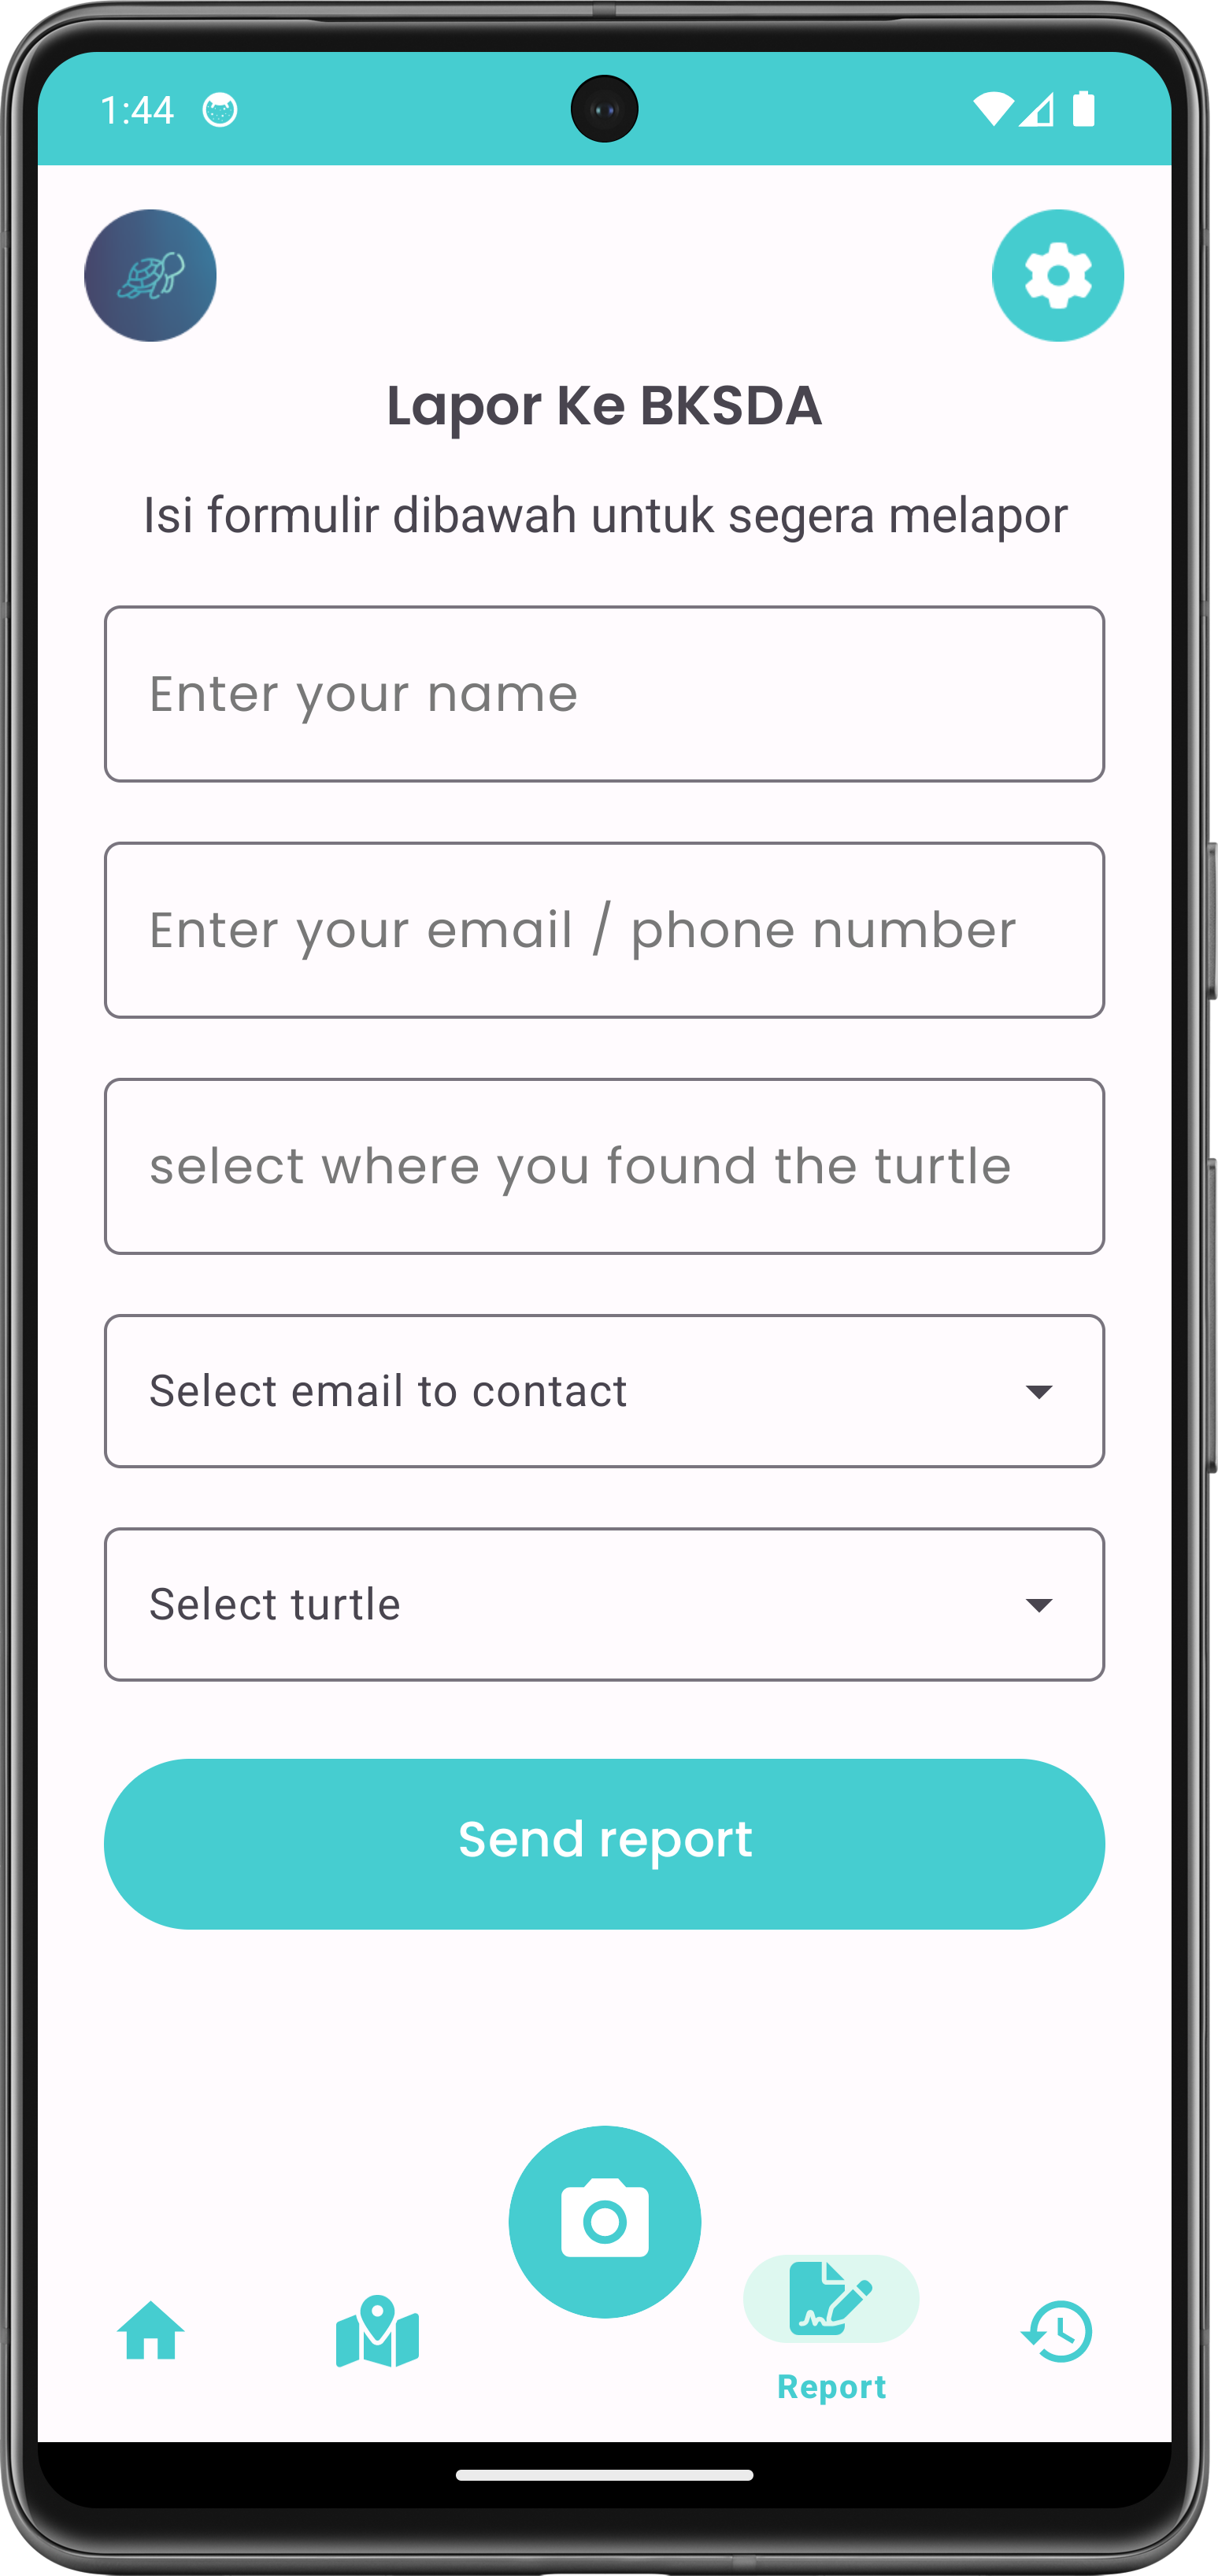 1:44
Lapor Ke BKSDA
Isi formulir dibawah untuk segera melapor
Enter your name
Enter your email / phone number
select where you found the turtle
Select email to contact
Select turtle
Send report
Report